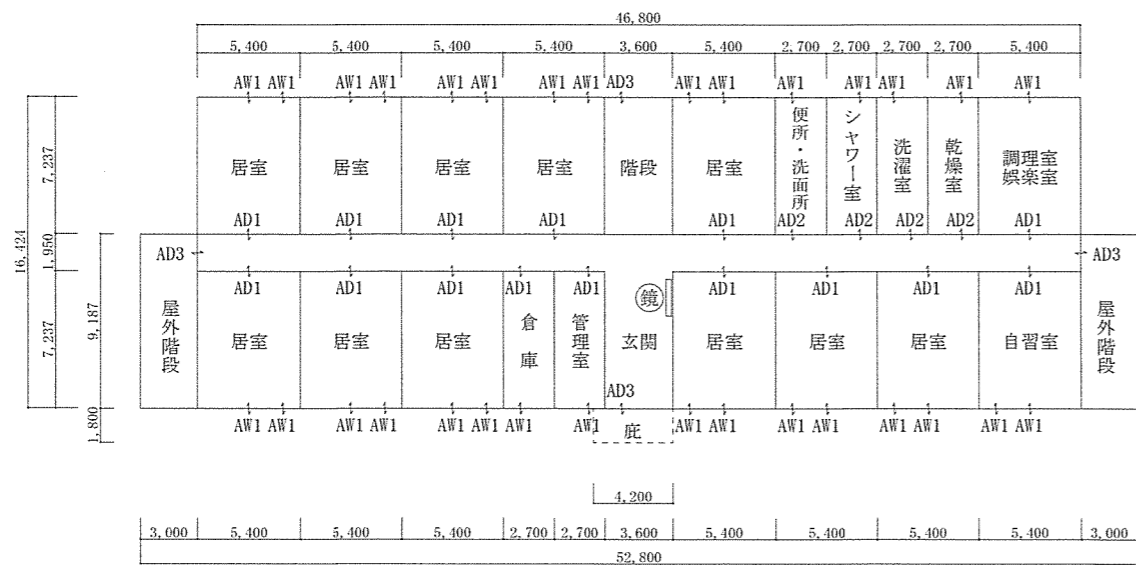 46,800
5,400 5,400 5,400 5,400 3,600 5,400 2,700 2,700 2,700 2,700 5,400
AW1 AW1 AW1 AW1 AW1 AW1 AW1 AW1 AD3 AW1 AW1 AW1 AW1 AW1 AW1 AW1
16,424
7,237
居室 居室 居室 居室 階段 居室 便所・洗面所 シャワー室 洗濯室 乾燥室 調理室
娯楽室
AD1 AD1 AD1 AD1 AD1 AD2 AD2 AD2 AD2 AD1
1,950
AD3 AD3
AD1 AD1 AD1 AD1 AD1 AD1 AD1 AD1 AD1
鏡
7,237
9,187
屋外階段 居室 居室 居室 倉庫 管理室 玄関 居室 居室 居室 自習室 屋外階段
AD3
1,800
AW1 AW1 AW1 AW1 AW1 AW1 AW1 AW1 庇 AW1 AW1 AW1 AW1 AW1 AW1 AW1 AW1
4,200
3,000 5,400 5,400 5,400 2,700 2,700 3,600 5,400 5,400 5,400 5,400 3,000
52,800